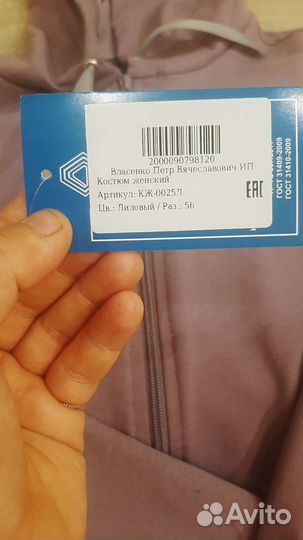 2000090798120
Власенко Петр Вячеславович ИП
Костюм женский
Артикул: КЖ-0025Л
Цв.: Лиловый / Раз.: 56
EAC
ГОСТ 31409-2009
ГОСТ 31410-2009
Avito